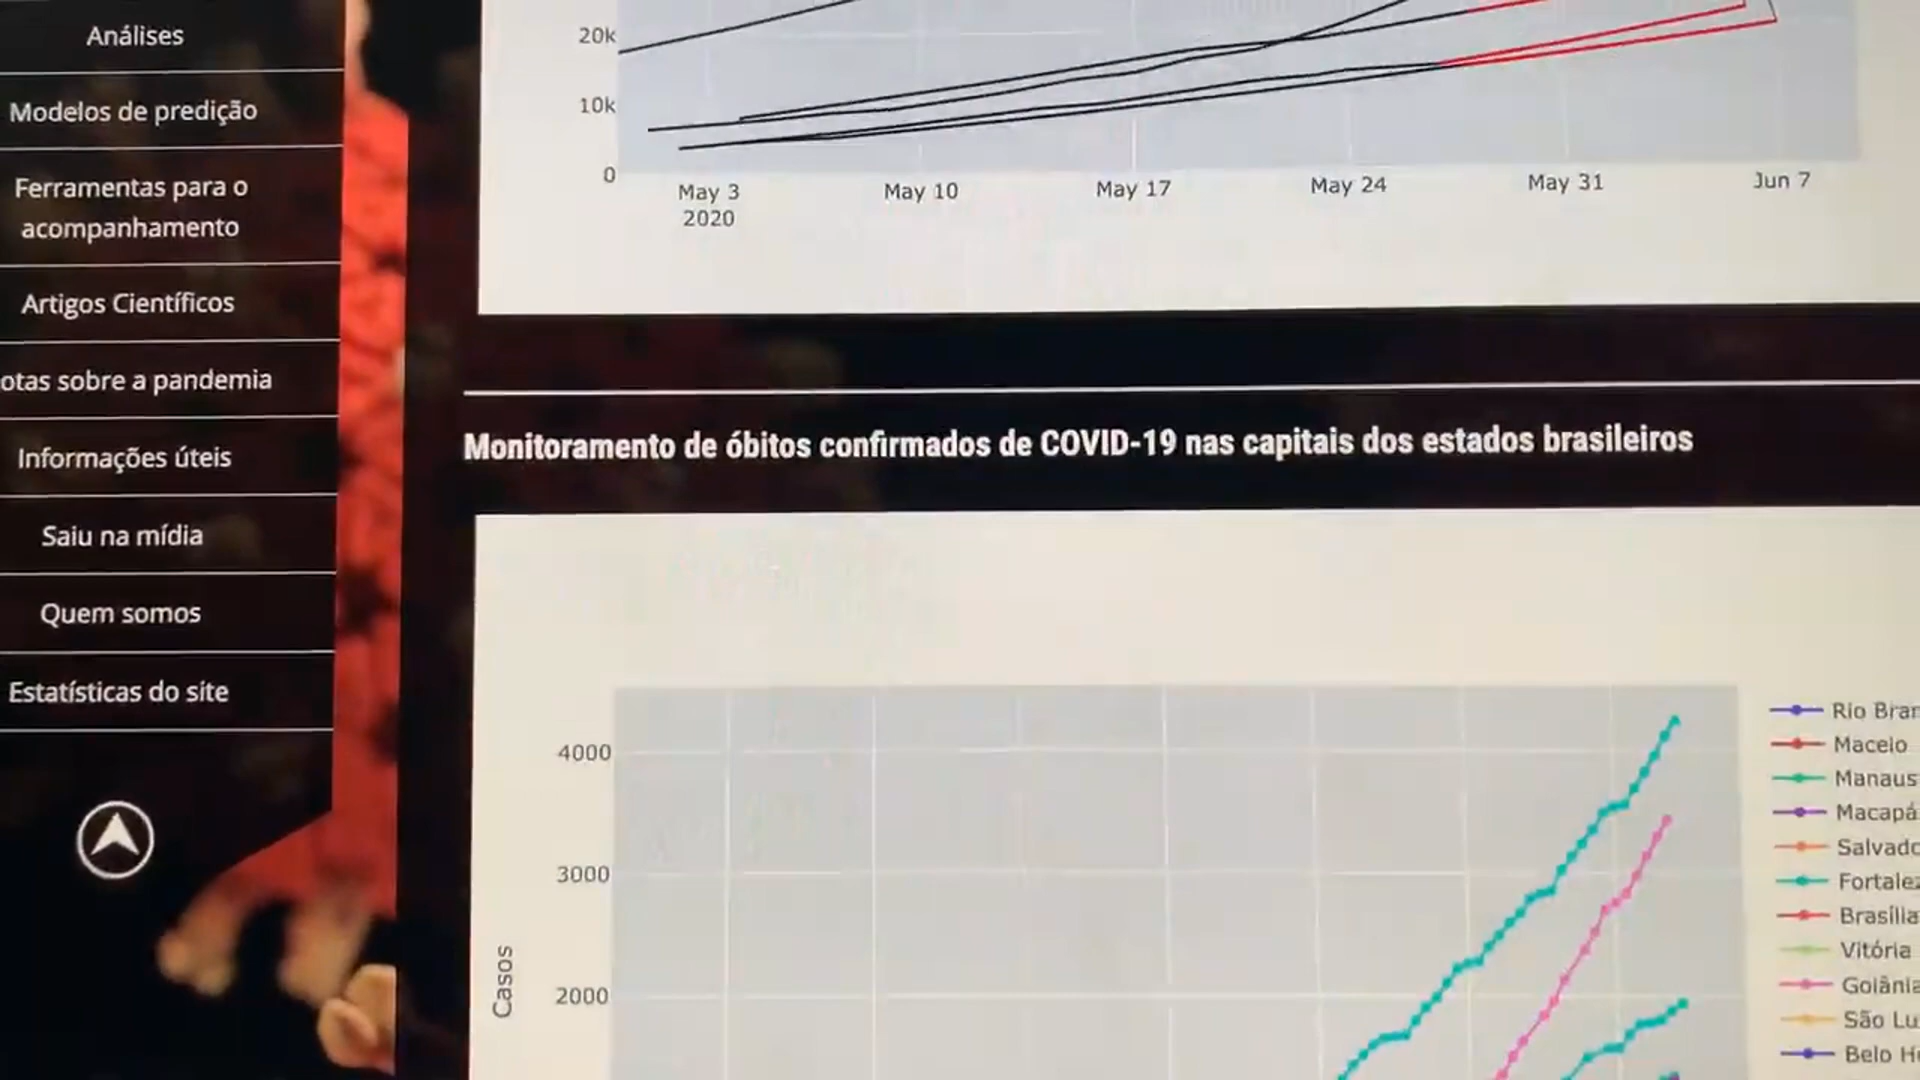 Análises
Modelos de predição
Ferramentas para o
acompanhamento
Artigos Científicos
sobre a pandemia
Informações úteis
Saiu na mídia
Quem somos
Estatísticas do site
20k
10k
0
May 3
2020
May 10
May 17
May 24
May 31
Jun 7
Monitoramento de óbitos confirmados de COVID-19 nas capitais dos estados brasileiros
4000
3000
2000
Casos
Rio
Maceio
Manaus
Macapá
Brasília
Vitória
São